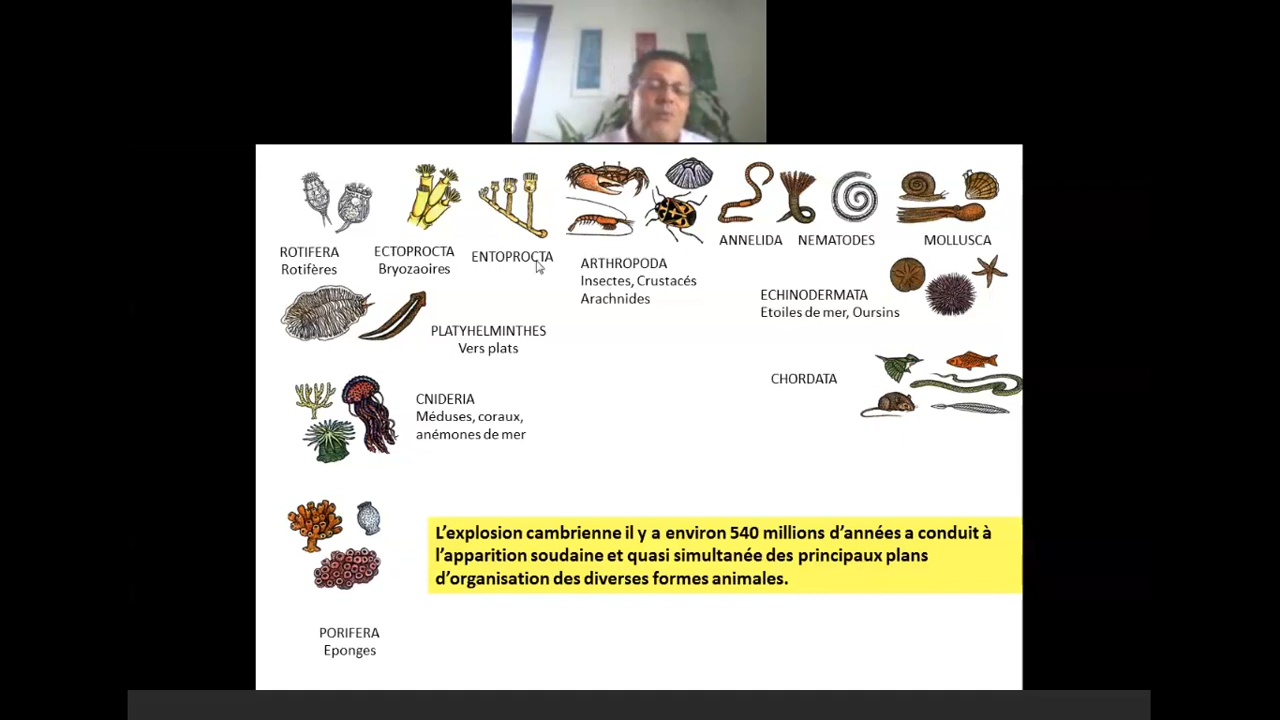 ROTIFERA
Rotifères
ECTOPROCTA
Bryozaoires
ENTOPROCTA
ARTHROPODA
Insectes, Crustacés
Arachnides
ANNELIDA
NEMATODES
MOLLUSCA
ECHINODERMATA
Etoiles de mer, Oursins
PLATYHELMINTHES
Vers plats
CHORDATA
CNIDERIA
Méduses, coraux,
anémones de mer
L'explosion cambrienne il y a environ 540 millions d'années a conduit à
l'apparition soudaine et quasi simultanée des principaux plans
d'organisation des diverses formes animales.
PORIFERA
Eponges